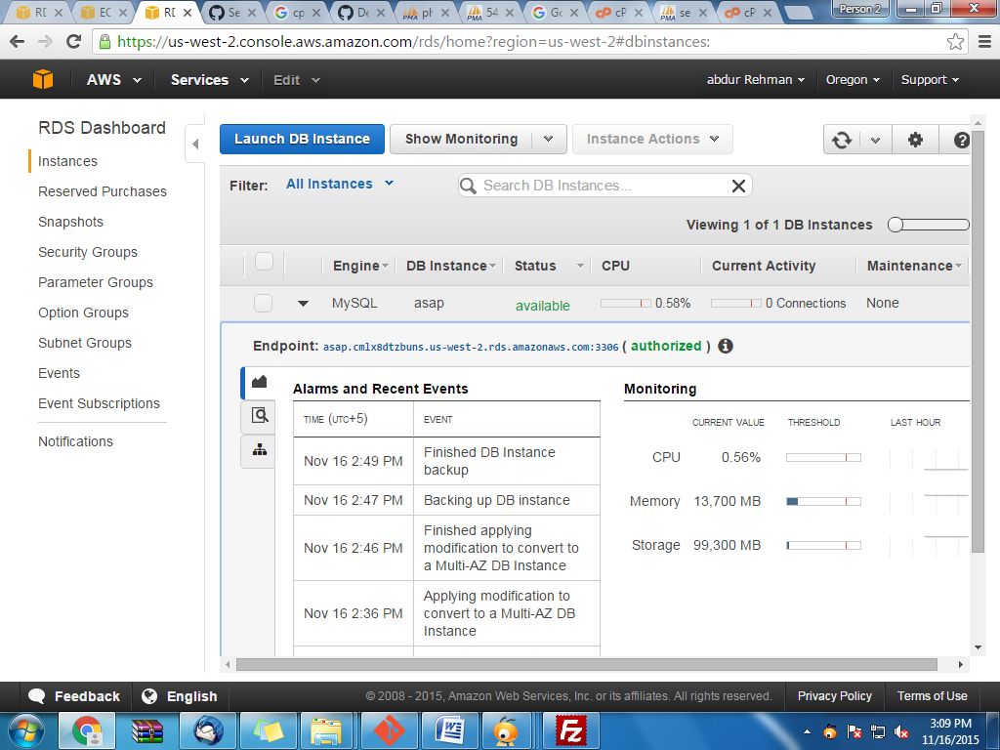 RD
EC
RD
Se
cp
De
ph
54
Go
cP
se
cP
Person 2
https://us-west-2.console.aws.amazon.com/rds/home?region=us-west-2#dbinstances:
AWS Services Edit abdur Rehman Oregon Support
RDS Dashboard
Instances
Reserved Purchases
Snapshots
Security Groups
Parameter Groups
Option Groups
Subnet Groups
Events
Event Subscriptions
Notifications
Launch DB Instance Show Monitoring Instance Actions
Filter: All Instances Search DB Instances...
Viewing 1 of 1 DB Instances
Engine DB Instance Status CPU Current Activity Maintenance
MySQL asap available 0.58% 0 Connections None
Endpoint: asap.cmlx8dtzbuns.us-west-2.rds.amazonaws.com:3306 ( authorized )
Alarms and Recent Events
TIME (UTC+5) EVENT
Nov 16 2:49 PM Finished DB Instance
backup
Nov 16 2:47 PM Backing up DB instance
Finished applying
Nov 16 2:46 PM modification to convert to
a Multi-AZ DB Instance
Applying modification to
Nov 16 2:36 PM convert to a Multi-AZ DB
Instance
Monitoring
CURRENT VALUE THRESHOLD LAST HOUR
CPU 0.56%
Memory 13,700 MB
Storage 99,300 MB
Feedback English © 2008 - 2015, Amazon Web Services, Inc. or its affiliates. All rights reserved. Privacy Policy Terms of Use
3:09 PM
11/16/2015